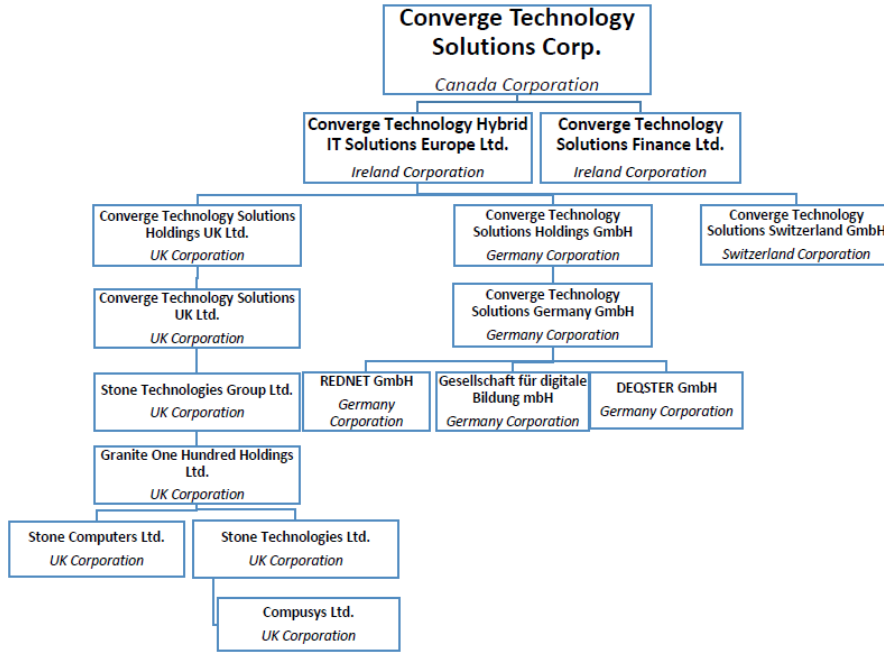 Converge Technology
Solutions Corp.
Canada Corporation
Converge Technology Hybrid
IT Solutions Europe Ltd.
Ireland Corporation
Converge Technology
Solutions Finance Ltd.
Ireland Corporation
Converge Technology Solutions
Holdings UK Ltd.
UK Corporation
Converge Technology
Solutions Holdings GmbH
Germany Corporation
Converge Technology
Solutions Switzerland GmbH
Switzerland Corporation
Converge Technology Solutions
UK Ltd.
UK Corporation
Converge Technology
Solutions Germany GmbH
Germany Corporation
Stone Technologies Group Ltd.
UK Corporation
REDNET GmbH
Germany
Corporation
Gesellschaft für digitale
Bildung mbH
Germany Corporation
DEQSTER GmbH
Germany Corporation
Granite One Hundred Holdings
Ltd.
UK Corporation
Stone Computers Ltd.
UK Corporation
Stone Technologies Ltd.
UK Corporation
Compusys Ltd.
UK Corporation